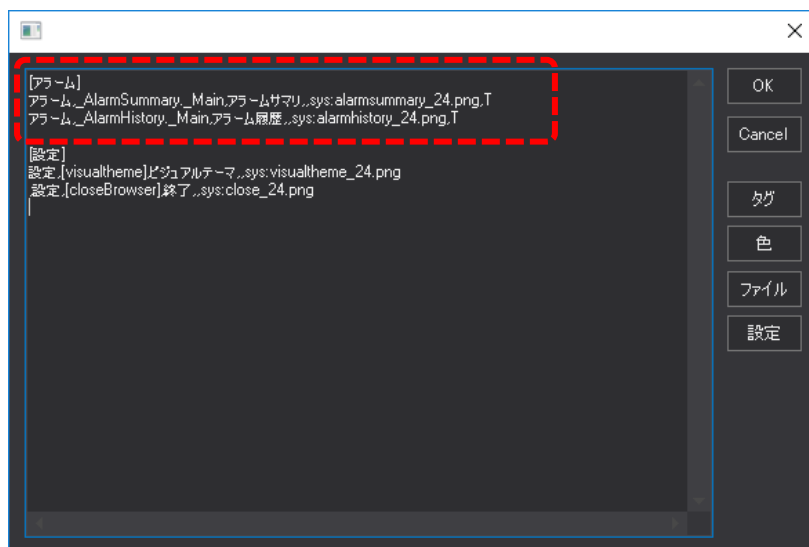 [アラーム]
アラーム,_AlarmSummary._Main,アラームサマリ,,sys:alarmsummary_24.png,T
アラーム,_AlarmHistory._Main,アラーム履歴,,sys:alarmhistory_24.png,T
[設定]
設定,[visualtheme]ビジュアルテーマ,,sys:visualtheme_24.png
設定,[closeBrowser],終了,,sys:close_24.png
OK
Cancel
タグ
色
ファイル
設定